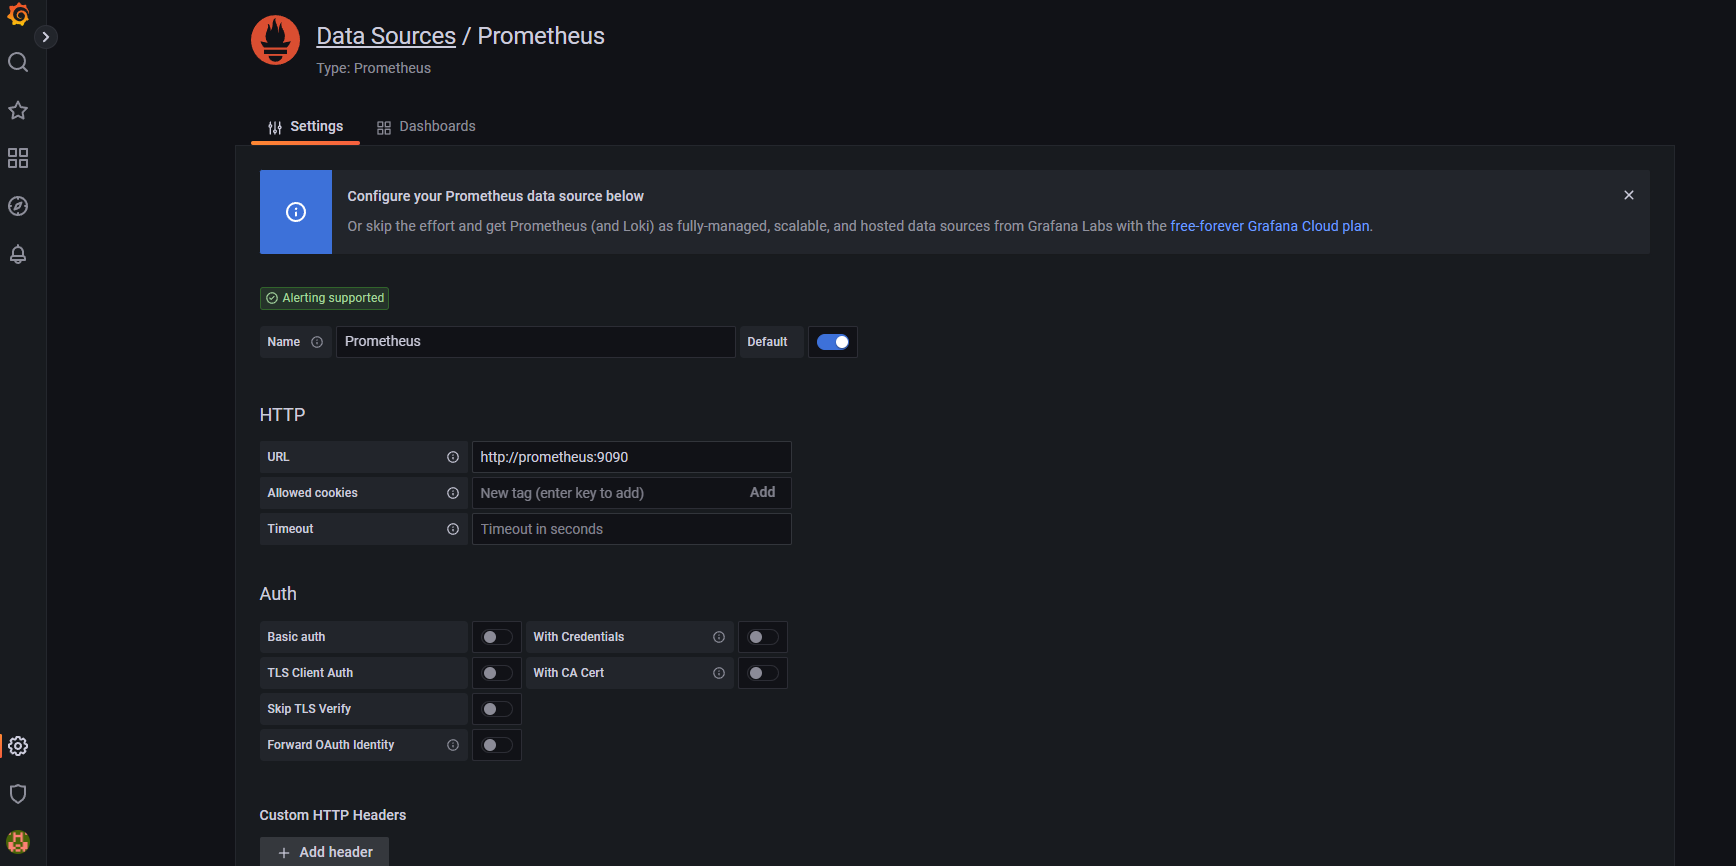 Data Sources / Prometheus
Type: Prometheus
Settings
Dashboards
Configure your Prometheus data source below
Or skip the effort and get Prometheus (and Loki) as fully-managed, scalable, and hosted data sources from Grafana Labs with the free-forever Grafana Cloud plan.
Alerting supported
Name Prometheus Default
HTTP
URL http://prometheus:9090
Allowed cookies New tag (enter key to add) Add
Timeout Timeout in seconds
Auth
Basic auth With Credentials
TLS Client Auth With CA Cert
Skip TLS Verify
Forward OAuth Identity
Custom HTTP Headers
+ Add header